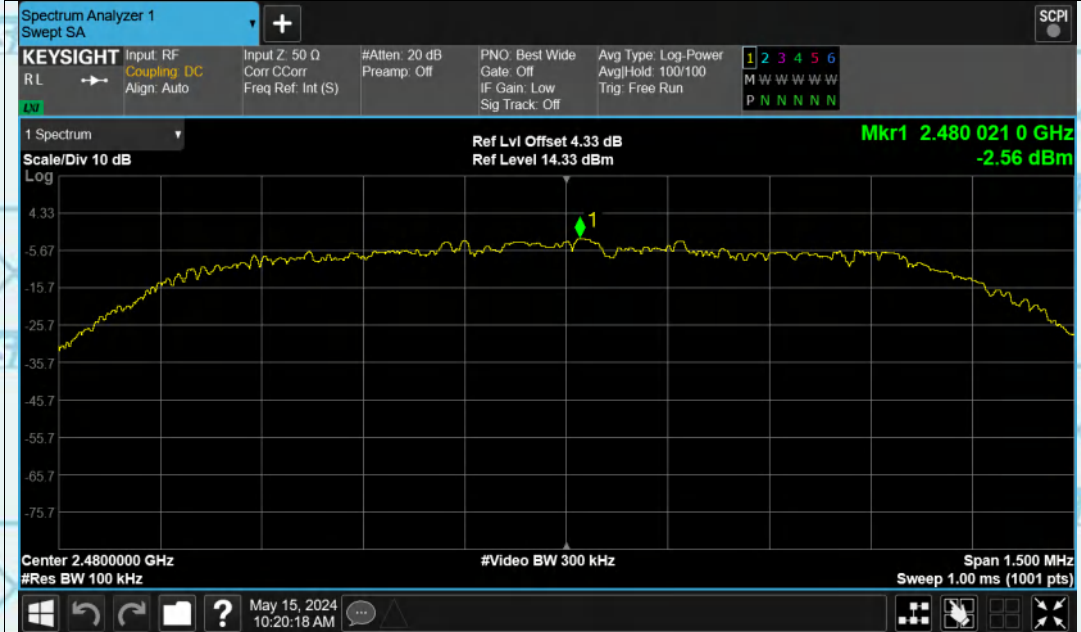 Spectrum Analyzer 1
Swept SA
+
SCPI
KEYSIGHT
R L
LXI
Input: RF
Coupling: DC
Align: Auto
Input Z: 50 Ω
Corr CCorr
Freq Ref: Int (S)
#Atten: 20 dB
Preamp: Off
PNO: Best Wide
Gate: Off
IF Gain: Low
Sig Track: Off
Avg Type: Log-Power
Avg|Hold: 100/100
Trig: Free Run
1 2 3 4 5 6
M W W W W W
P N N N N N
1 Spectrum
Scale/Div 10 dB
Log
Ref Lvl Offset 4.33 dB
Ref Level 14.33 dBm
Mkr1 2.480 021 0 GHz
-2.56 dBm
4.33
1
-5.67
-15.7
-25.7
-35.7
-45.7
-55.7
-65.7
-75.7
Center 2.4800000 GHz
#Res BW 100 kHz
#Video BW 300 kHz
Span 1.500 MHz
Sweep 1.00 ms (1001 pts)
?
May 15, 2024
10:20:18 AM